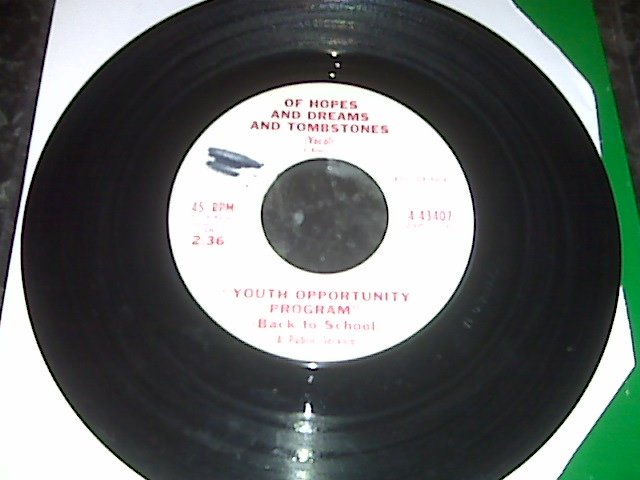 OF HOPES
AND DREAMS
AND TOMBSTONES
(Vocal)
45 RPM
4-43407
2:36
"YOUTH OPPORTUNITY
PROGRAM"
Back to School
A Public Service